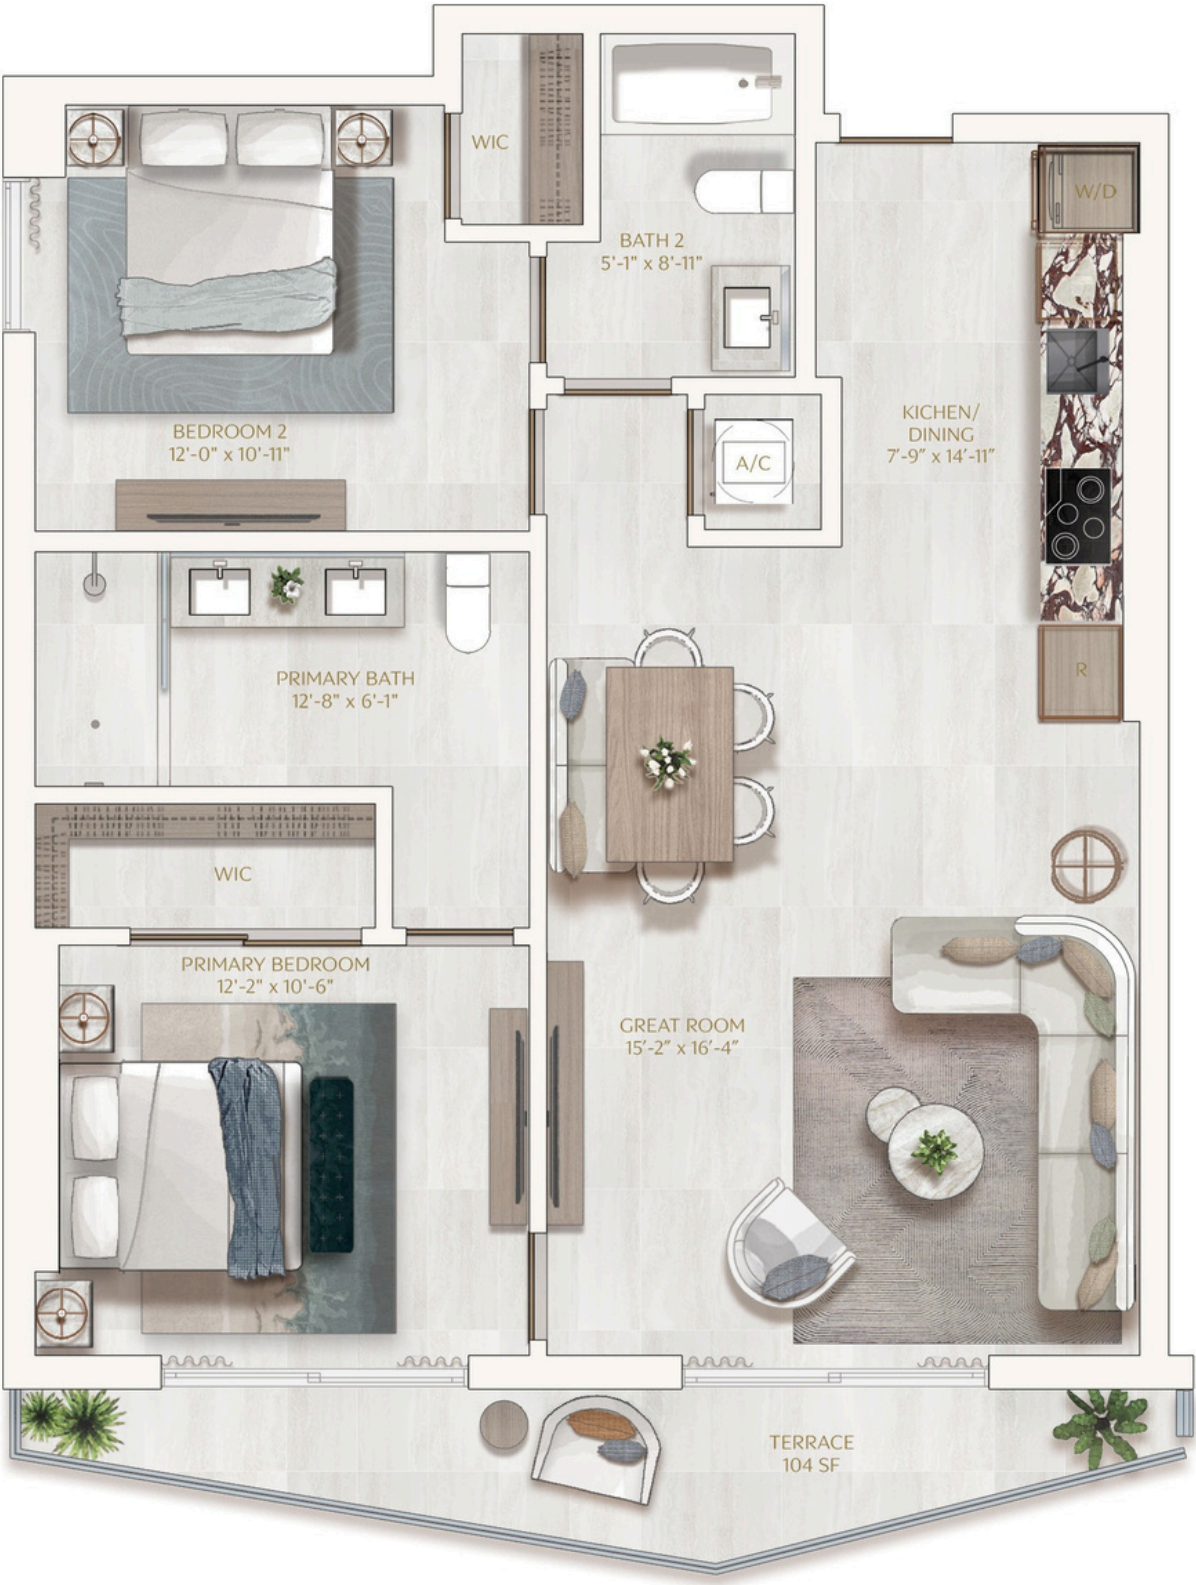 WIC
W/D
BATH 2
5'-1" x 8'-11"
KICHEN/
DINING
7'-9" x 14'-11"
BEDROOM 2
12'-0" x 10'-11"
A/C
R
PRIMARY BATH
12'-8" x 6'-1"
WIC
PRIMARY BEDROOM
12'-2" x 10'-6"
GREAT ROOM
15'-2" x 16'-4"
TERRACE
104 SF